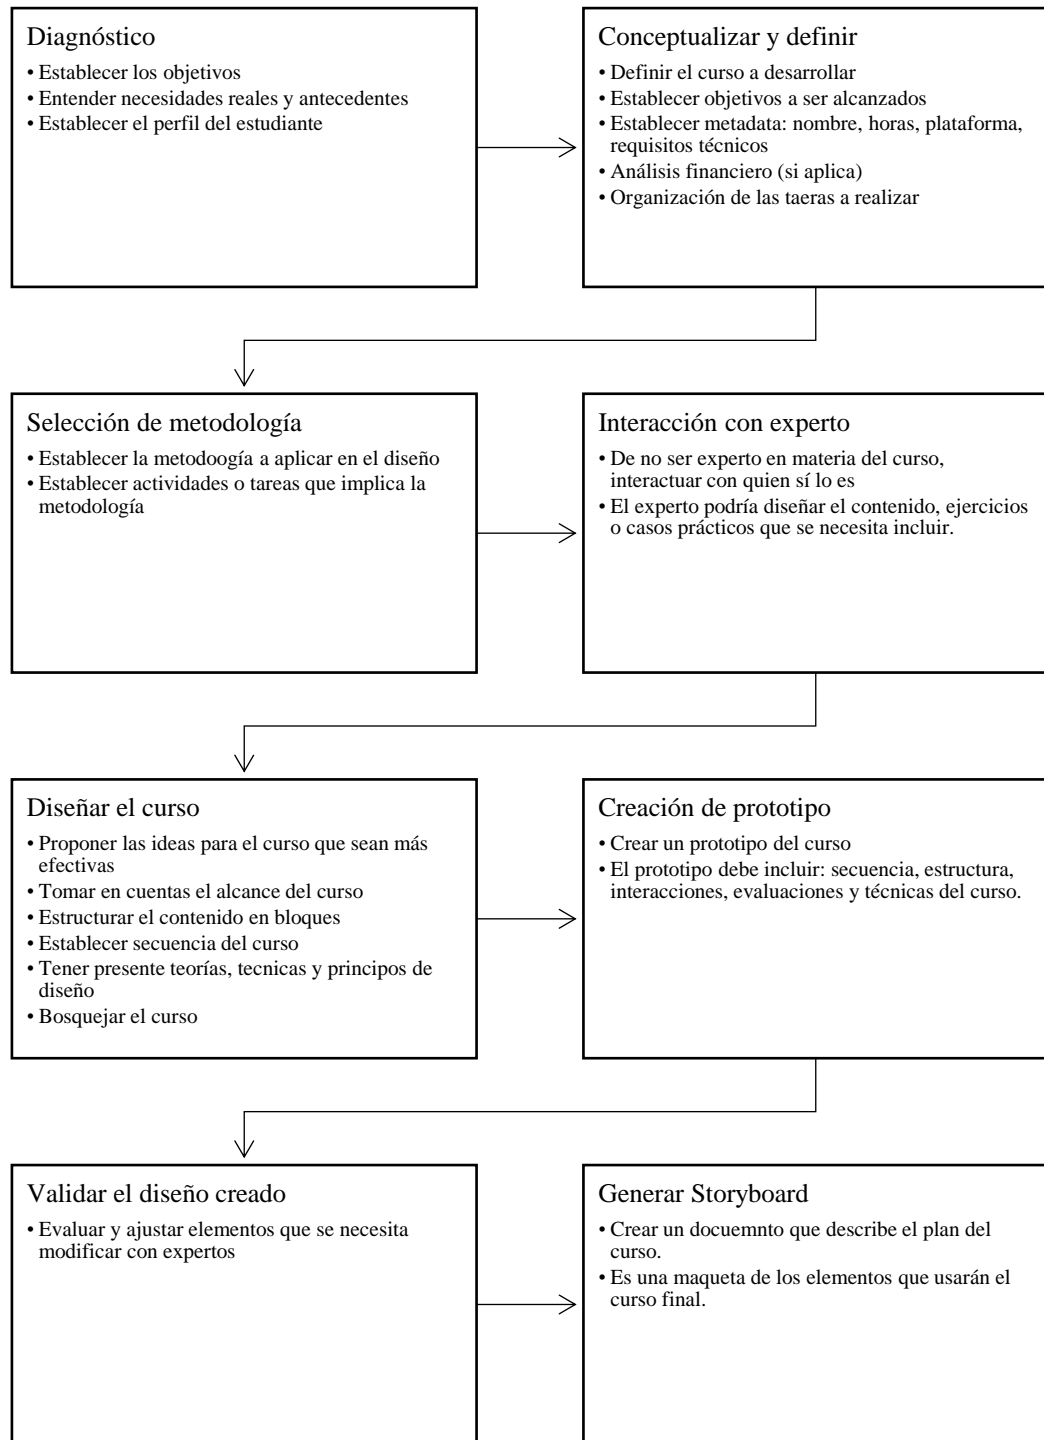 Diagnóstico
• Establecer los objetivos
• Entender necesidades reales y antecedentes
• Establecer el perfil del estudiante
Conceptualizar y definir
• Definir el curso a desarrollar
• Establecer objetivos a ser alcanzados
• Establecer metadata: nombre, horas, plataforma,
requisitos técnicos
• Análisis financiero (si aplica)
• Organización de las taeras a realizar
Selección de metodología
• Establecer la metodoogía a aplicar en el diseño
• Establecer actividades o tareas que implica la
metodología
Interacción con experto
• De no ser experto en materia del curso,
interactuar con quien sí lo es
• El experto podría diseñar el contenido, ejercicios
o casos prácticos que se necesita incluir.
Diseñar el curso
• Proponer las ideas para el curso que sean más
efectivas
• Tomar en cuentas el alcance del curso
• Estructurar el contenido en bloques
• Establecer secuencia del curso
• Tener presente teorías, tecnicas y principos de
diseño
• Bosquejar el curso
Creación de prototipo
• Crear un prototipo del curso
• El prototipo debe incluir: secuencia, estructura,
interacciones, evaluaciones y técnicas del curso.
Validar el diseño creado
• Evaluar y ajustar elementos que se necesita
modificar con expertos
Generar Storyboard
• Crear un docuemnto que describe el plan del
curso.
• Es una maqueta de los elementos que usarán el
curso final.